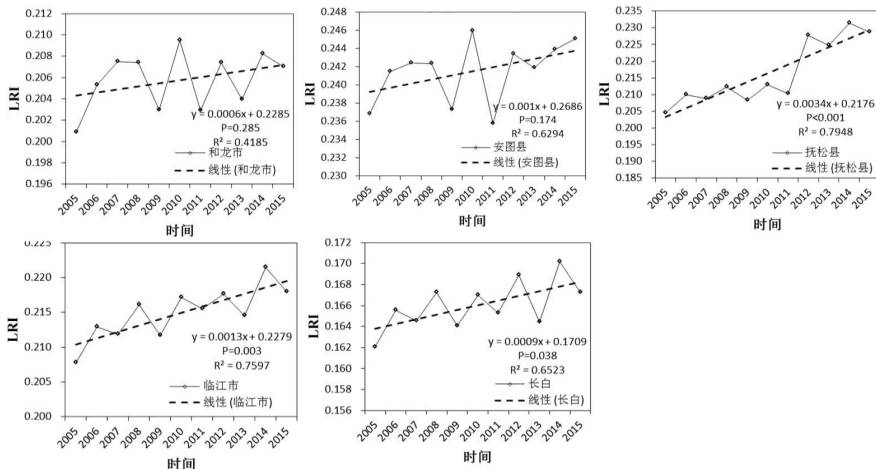 0.212
0.210
0.208
0.206
0.204
0.202
0.200
0.198
0.196
LRI
y = 0.0006x + 0.2285
P=0.285
R² = 0.4185
和龙市
线性 (和龙市)
2005 2006 2007 2008 2009 2010 2011 2012 2013 2014 2015
时间
0.248
0.246
0.244
0.242
0.240
0.238
0.236
0.234
0.232
0.230
LRI
y = 0.001x + 0.2686
P=0.174
R² = 0.6294
安图县
线性 (安图县)
2005 2006 2007 2008 2009 2010 2011 2012 2013 2014 2015
时间
0.235
0.230
0.225
0.220
0.215
0.210
0.205
0.200
0.195
0.190
0.185
LRI
y = 0.0034x + 0.2176
P<0.001
R² = 0.7948
抚松县
线性 (抚松县)
2005 2006 2007 2008 2009 2010 2011 2012 2013 2014 2015
时间
0.225
0.220
0.215
0.210
0.205
0.200
LRI
y = 0.0013x + 0.2279
P=0.003
R² = 0.7597
临江市
线性 (临江市)
2005 2006 2007 2008 2009 2010 2011 2012 2013 2014 2015
时间
0.172
0.170
0.168
0.166
0.164
0.162
0.160
0.158
0.156
LRI
y = 0.0009x + 0.1709
P=0.038
R² = 0.6523
长白
线性 (长白)
2005 2006 2007 2008 2009 2010 2011 2012 2013 2014 2015
时间